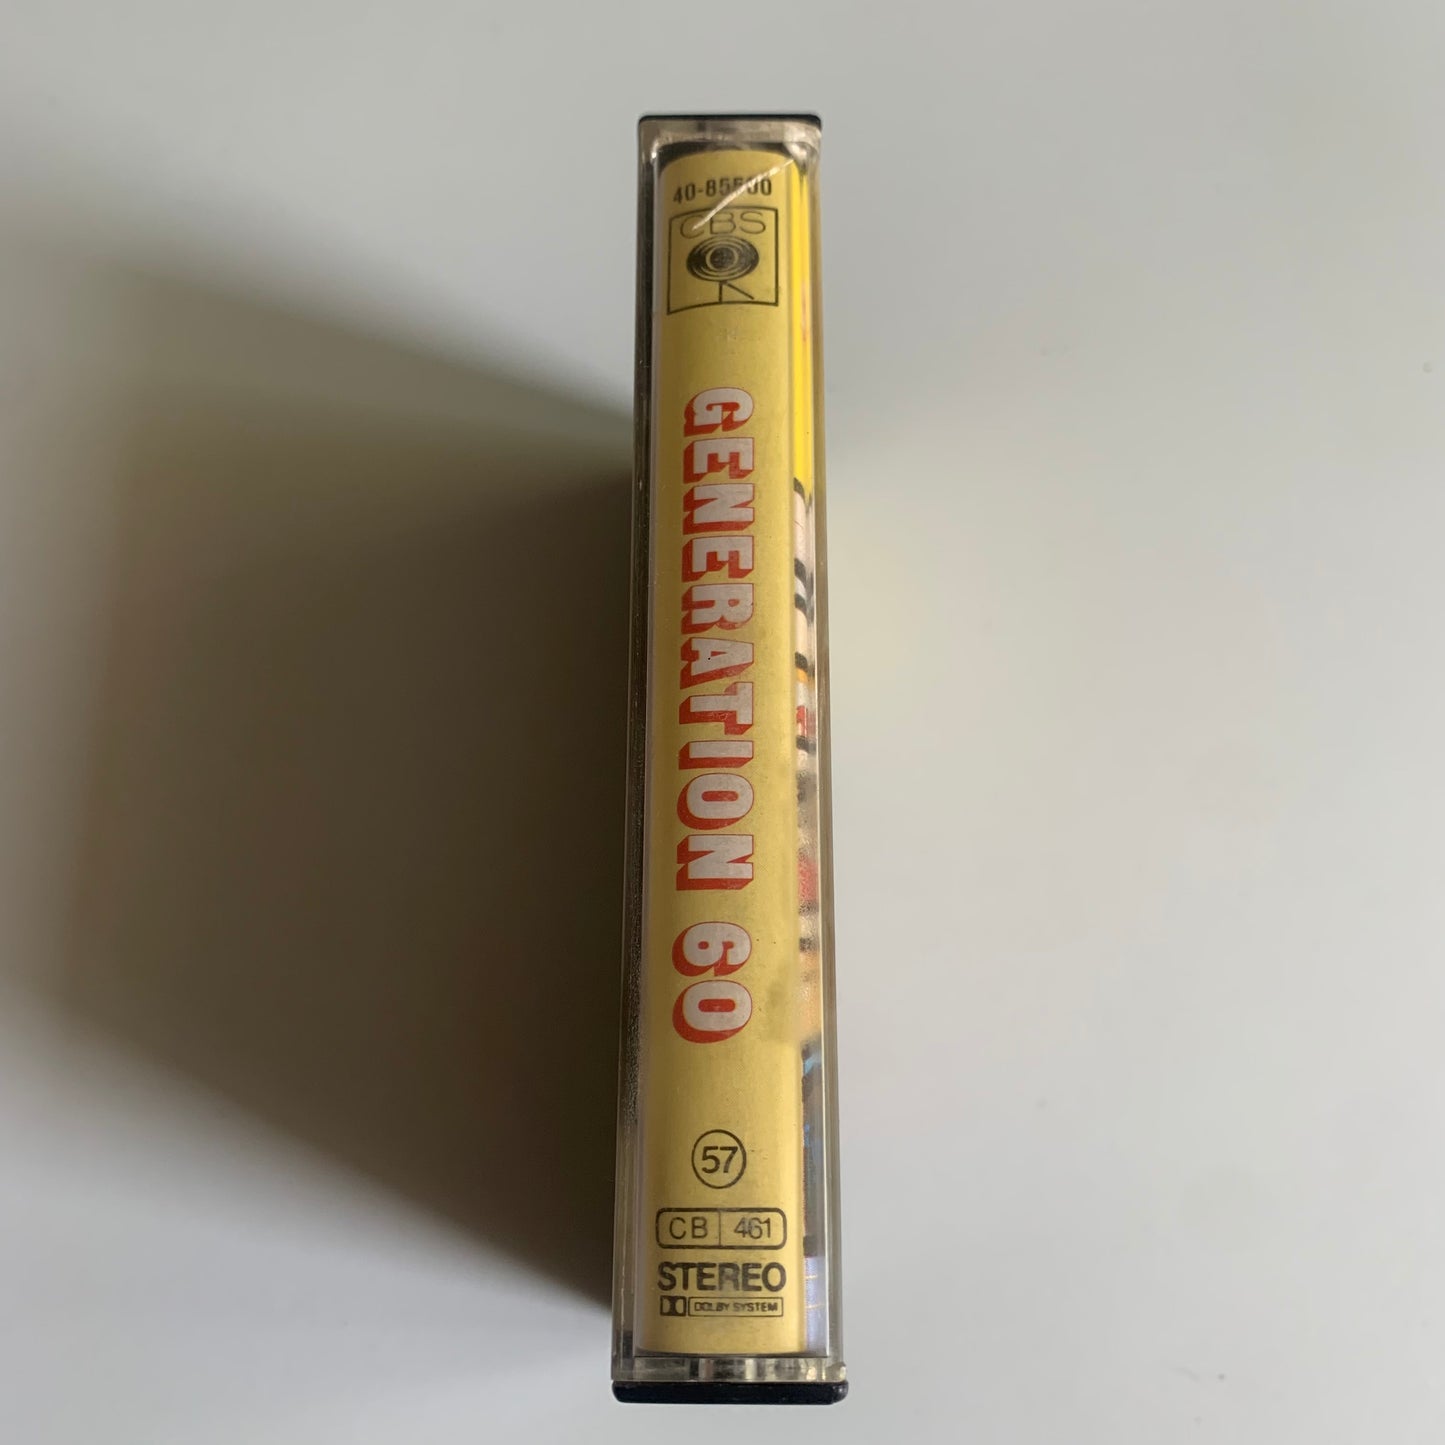 40-85500
CBS
GENERATION 60
57
CB 461
STEREO
DOLBY SYSTEM